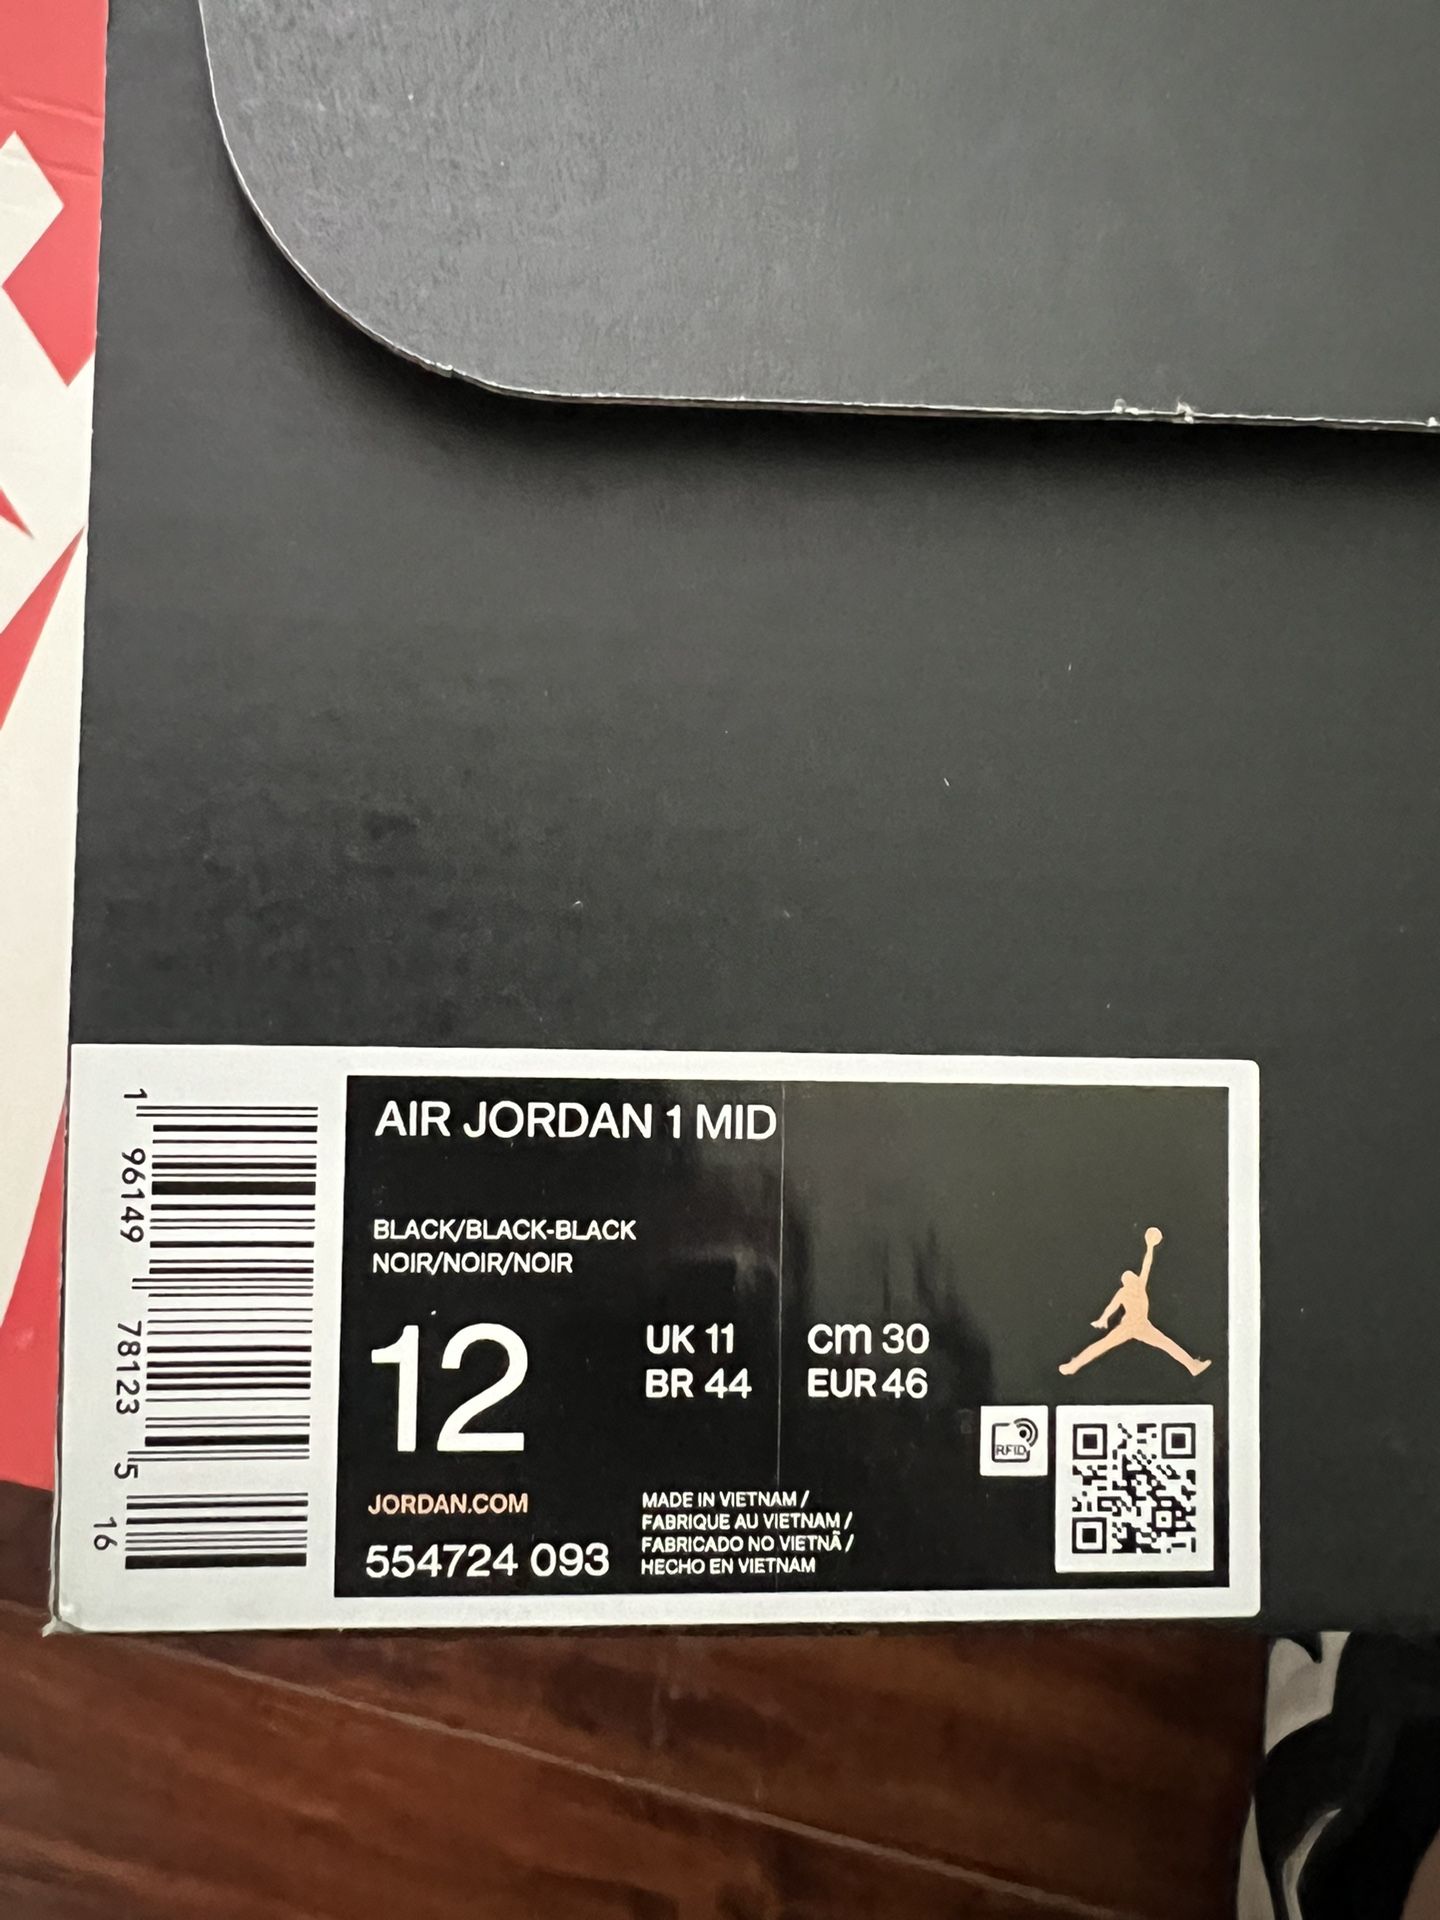 AIR JORDAN 1 MID
BLACK/BLACK-BLACK
NOIR/NOIR/NOIR
12
UK 11
BR 44
cm 30
EUR 46
RFID
JORDAN.COM
554724 093
MADE IN VIETNAM /
FABRIQUE AU VIETNAM /
FABRICADO NO VIETNÃ /
HECHO EN VIETNAM
1 96149 78123 5 16